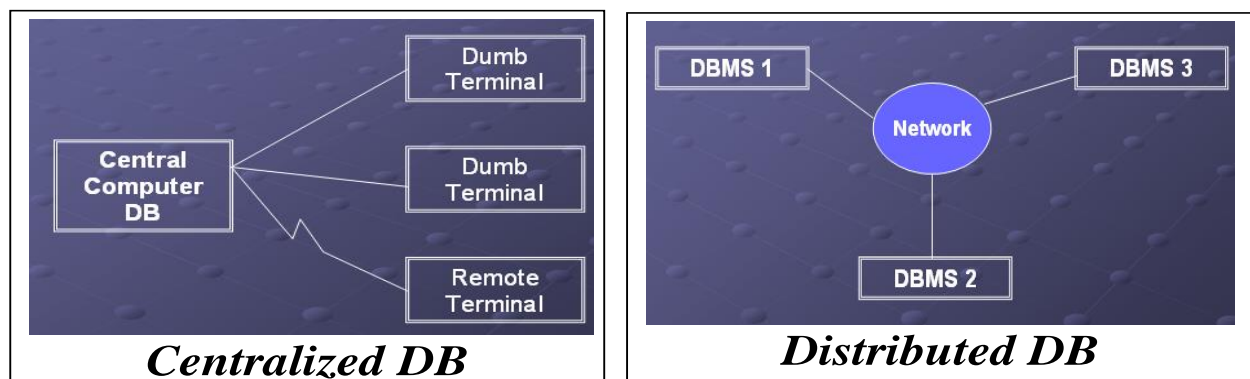 Central
Computer
DB
Dumb
Terminal
Dumb
Terminal
Remote
Terminal
Centralized DB
DBMS 1
DBMS 3
Network
DBMS 2
Distributed DB